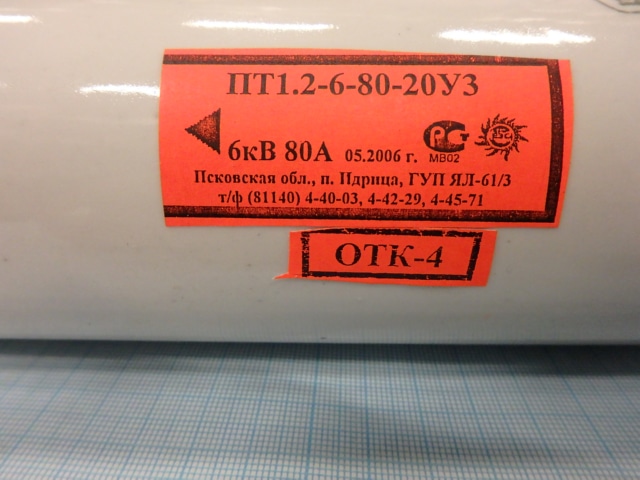 ПТ1.2-6-80-20У3
6кВ 80А 05.2006 г.
МВ02
Псковская обл., п. Идрица, ГУП ЯЛ-61/3
т/ф (81140) 4-40-03, 4-42-29, 4-45-71
ОТК-4